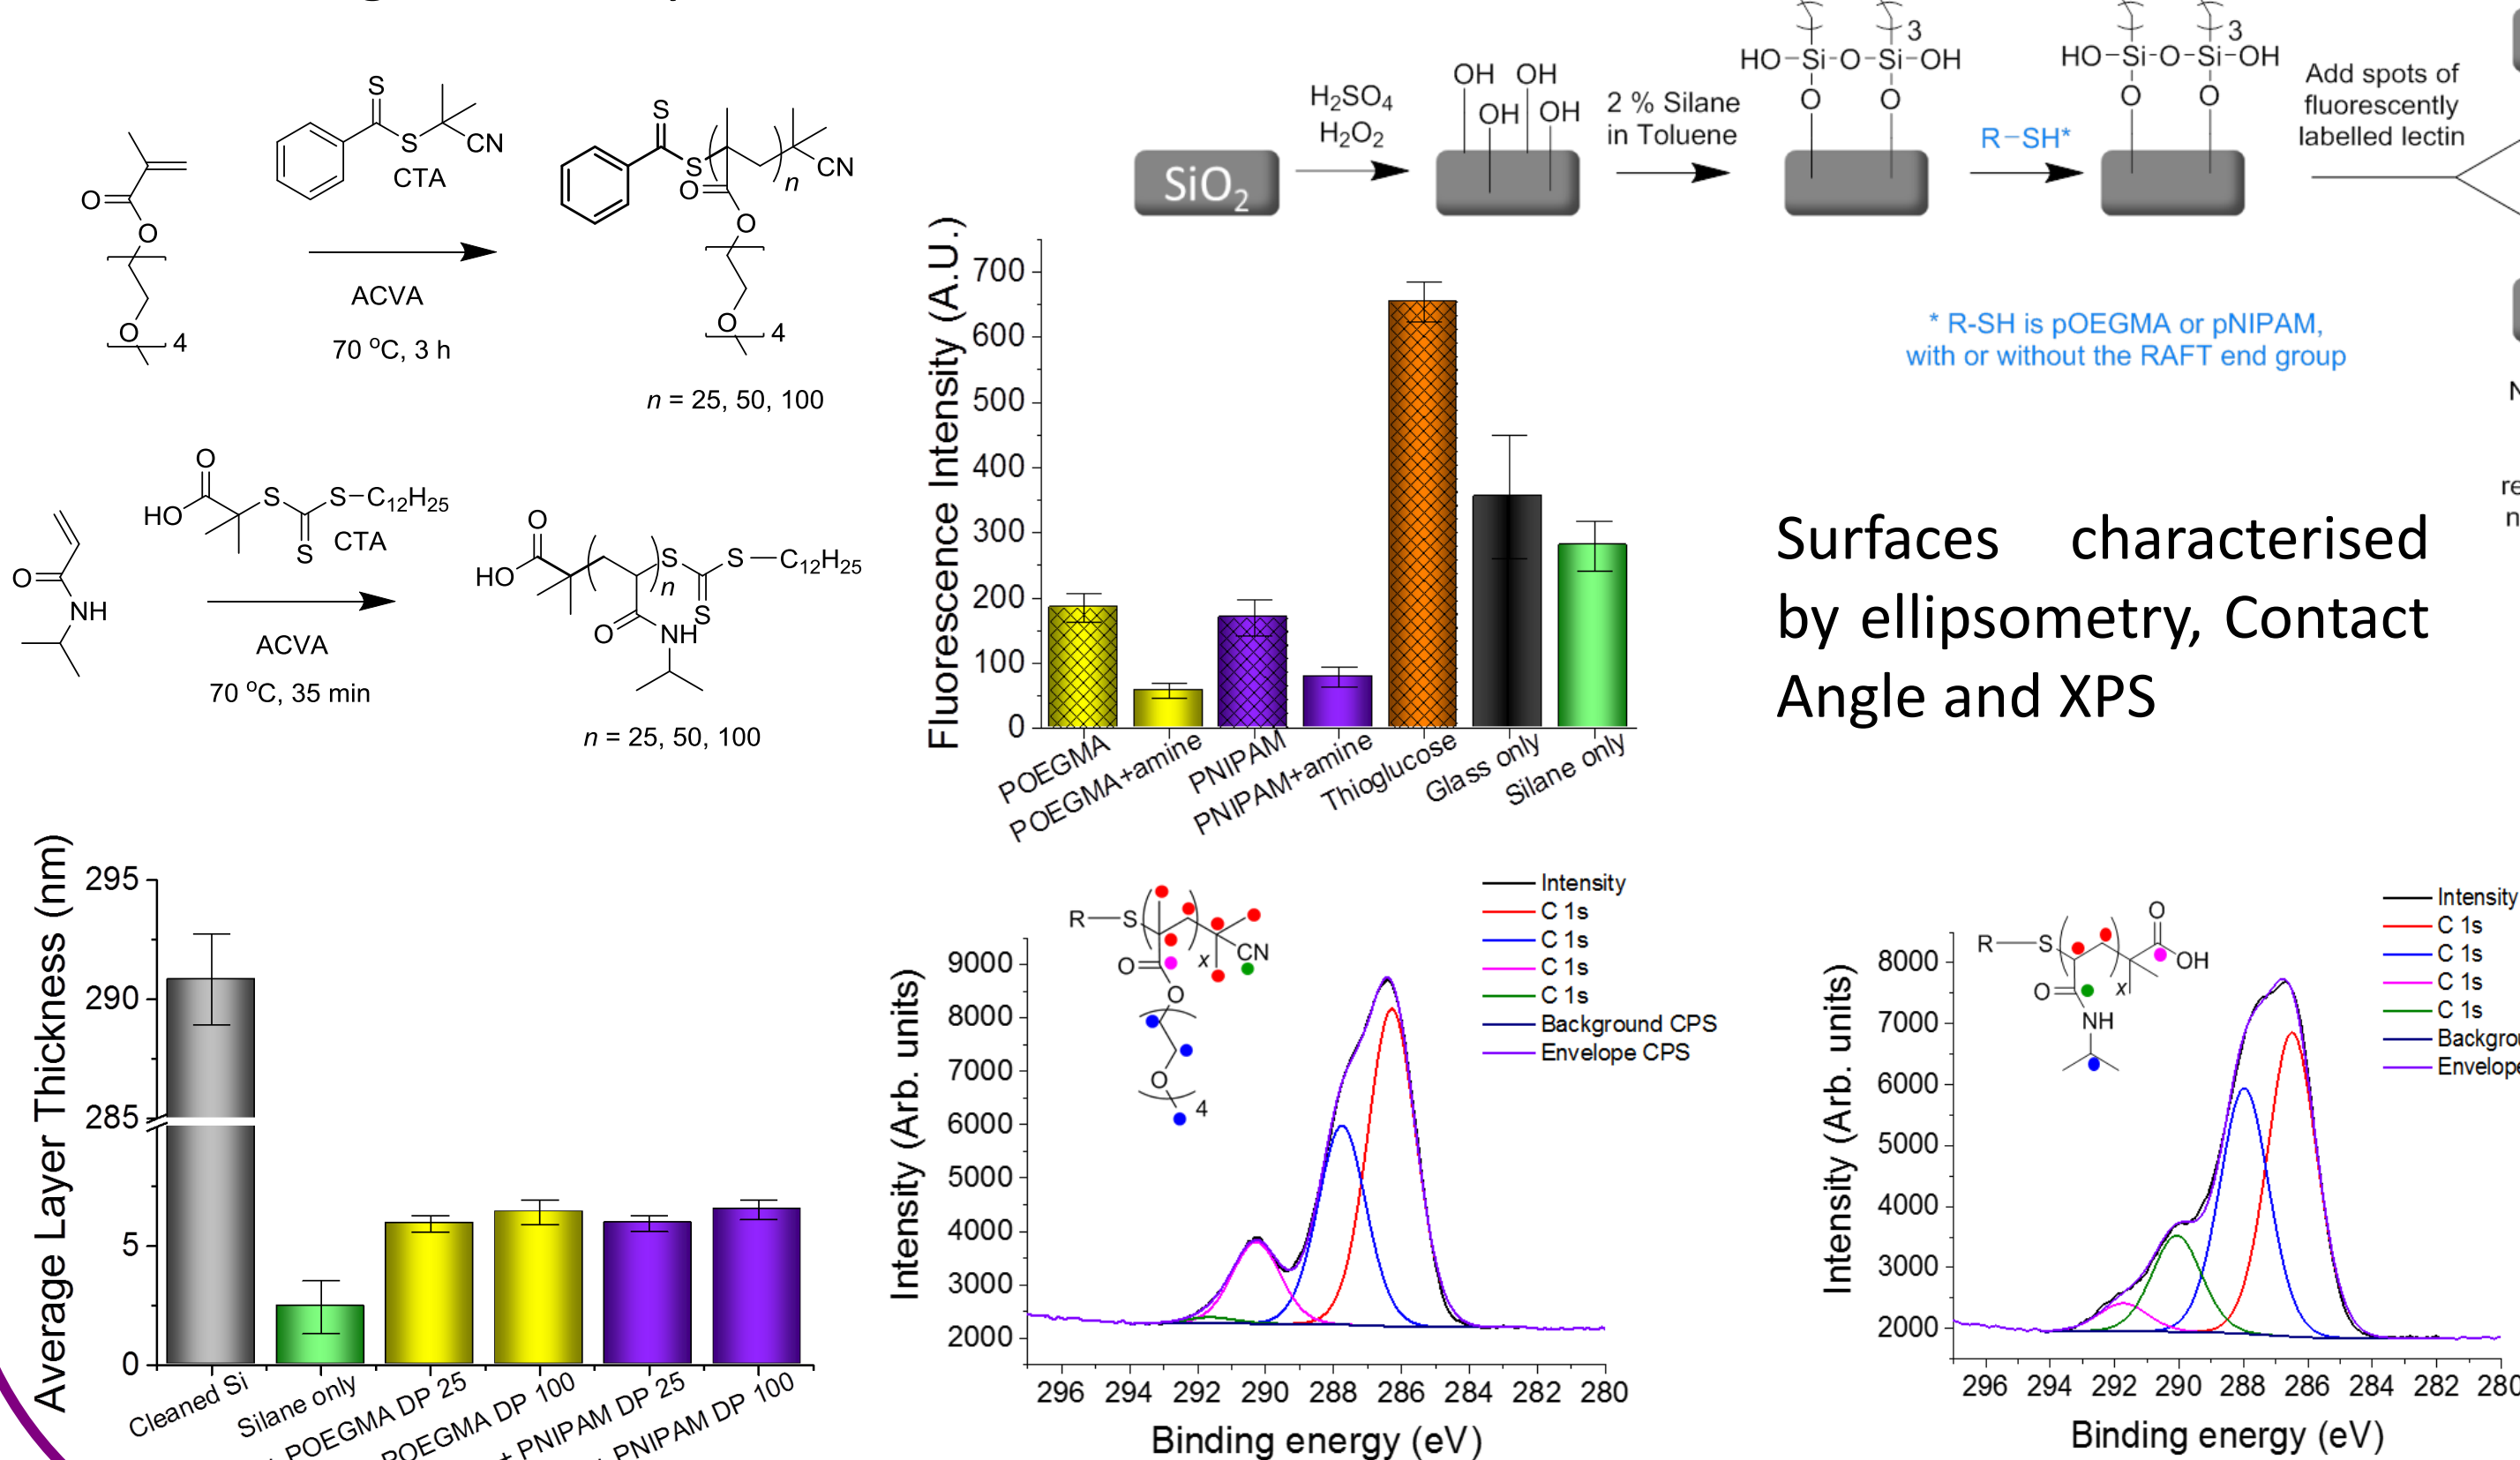 S
S
CN
CTA
O
O
O
4
ACVA
70 °C, 3 h
S
S
n
CN
O
O
O
4
n = 25, 50, 100
O
HO
S
S–C₁₂H₂₅
S
CTA
O
NH
ACVA
70 °C, 35 min
O
HO
n
S
S–C₁₂H₂₅
S
O
NH
n = 25, 50, 100
SiO₂
H₂SO₄
H₂O₂
OH
OH
OH
OH
2 % Silane
in Toluene
3
HO–Si-O-Si-OH
O
O
R–SH*
3
HO–Si-O-Si-OH
O
O
Add spots of
fluorescently
labelled lectin
* R-SH is pOEGMA or pNIPAM,
with or without the RAFT end group
Fluorescence Intensity (A.U.)
700
600
500
400
300
200
100
0
POEGMA
POEGMA+amine
PNIPAM
PNIPAM+amine
Thioglucose
Glass only
Silane only
Surfaces characterised
by ellipsometry, Contact
Angle and XPS
Average Layer Thickness (nm)
295
290
285
5
0
Cleaned Si
Silane only
POEGMA DP 25
POEGMA DP 100
+ PNIPAM DP 25
PNIPAM DP 100
Intensity (Arb. units)
9000
8000
7000
6000
5000
4000
3000
2000
296 294 292 290 288 286 284 282 280
Binding energy (eV)
R
S
x
CN
O
O
O
4
Intensity
C 1s
C 1s
C 1s
C 1s
Background CPS
Envelope CPS
Intensity (Arb. units)
8000
7000
6000
5000
4000
3000
2000
296 294 292 290 288 286 284 282 280
Binding energy (eV)
R
S
x
O
OH
O
NH
Intensity
C 1s
C 1s
C 1s
C 1s